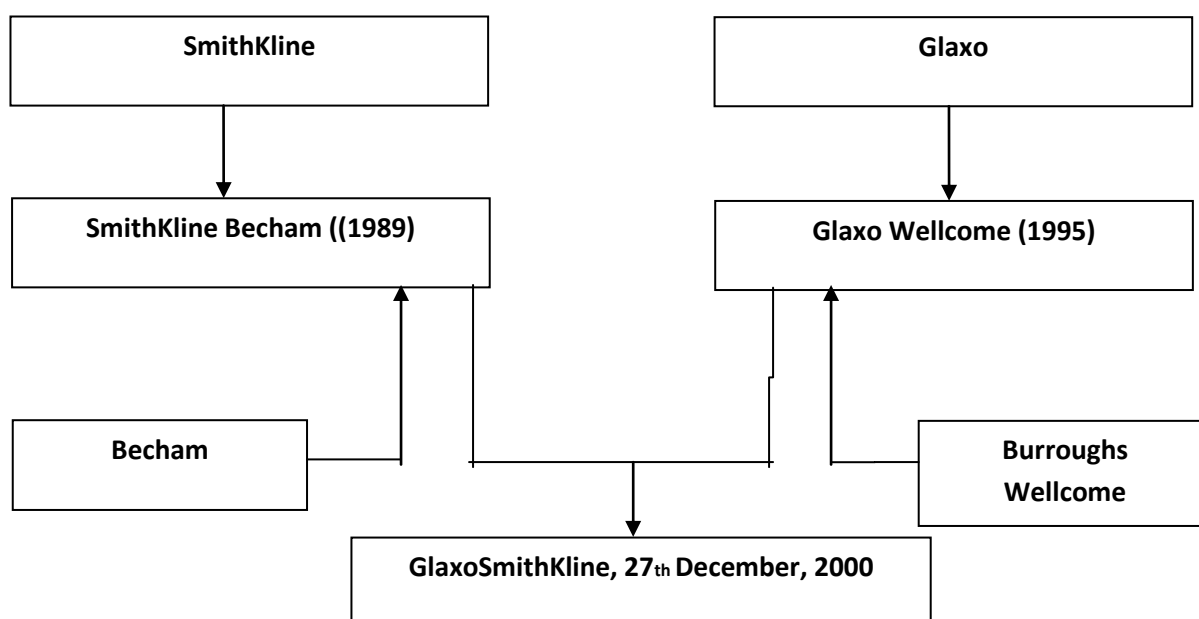 SmithKline
Glaxo
SmithKline Becham ((1989)
Glaxo Wellcome (1995)
Becham
Burroughs
Wellcome
GlaxoSmithKline, 27th December, 2000